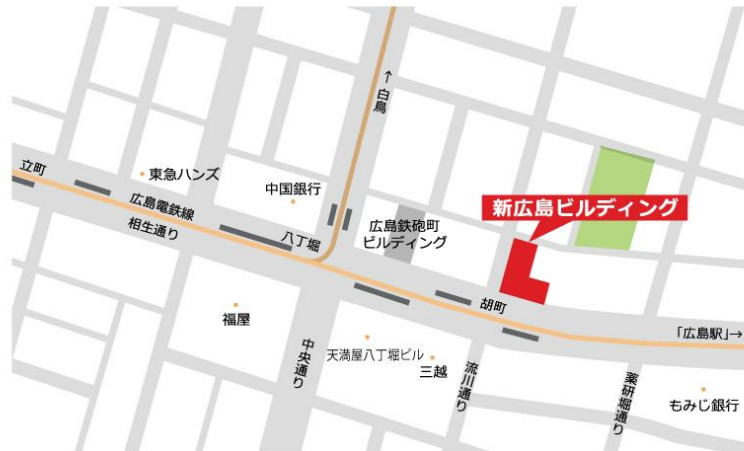 ↑白鳥
東急ハンズ
立町
中国銀行
広島電鉄線
相生通り
八丁堀
広島鉄砲町
ビルディング
新広島ビルディング
胡町
福屋
「広島駅」→
中央通り
天満屋八丁堀ビル
三越
流川通り
薬研堀通り
もみじ銀行